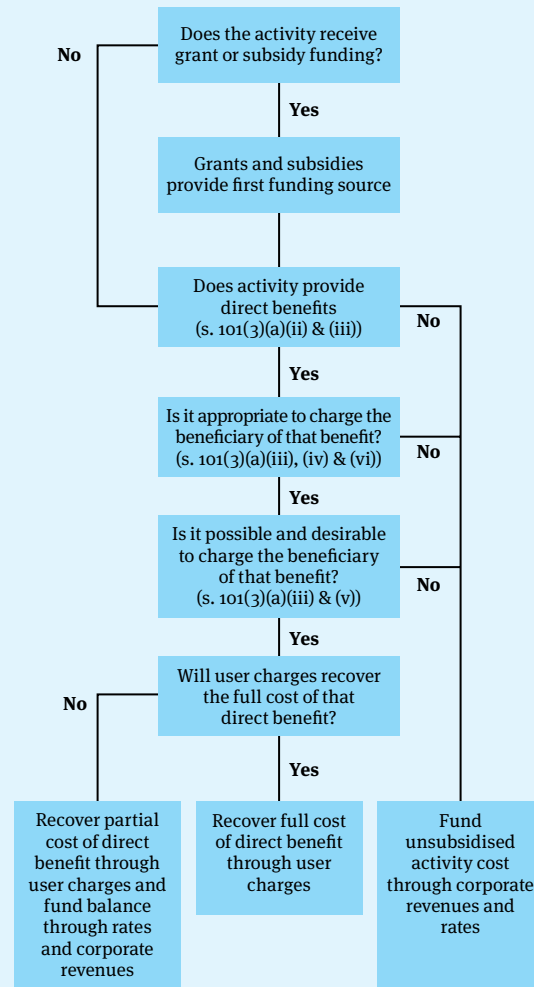 Does the activity receive
grant or subsidy funding?
No
Yes
Grants and subsidies
provide first funding source
Does activity provide
direct benefits
(s. 101(3)(a)(ii) & (iii))
No
Yes
Is it appropriate to charge the
beneficiary of that benefit?
(s. 101(3)(a)(iii), (iv) & (vi))
No
Yes
Is it possible and desirable
to charge the beneficiary
of that benefit?
(s. 101(3)(a)(iii) & (v))
No
Yes
Will user charges recover
the full cost of that
direct benefit?
No
Yes
Recover partial
cost of direct
benefit through
user charges and
fund balance
through rates
and corporate
revenues
Recover full cost
of direct benefit
through user
charges
Fund
unsubsidised
activity cost
through corporate
revenues and
rates